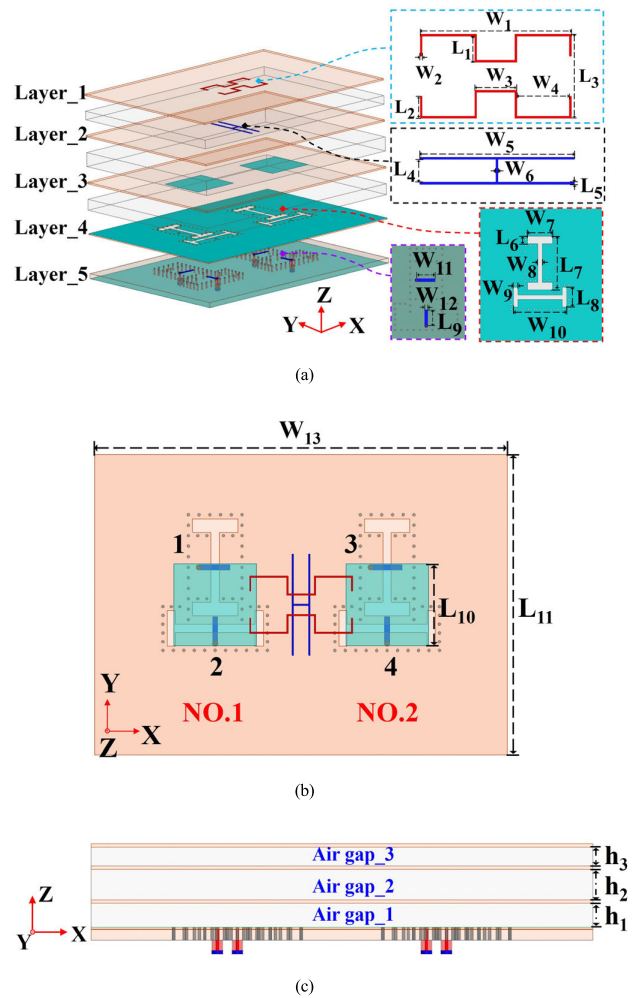 Layer_1
Layer_2
Layer_3
Layer_4
Layer_5
Z
Y
X
W1
L1
W2
W3
L3
L2
W4
W5
L4
W6
L5
W11
W12
L9
W7
L6
W8
L7
W9
L8
W10
(a)
W13
1
3
L10
L11
2
4
Y
NO.1
NO.2
Z
X
(b)
Air gap_3
h3
Z
Air gap_2
h2
Air gap_1
h1
Y
X
(c)